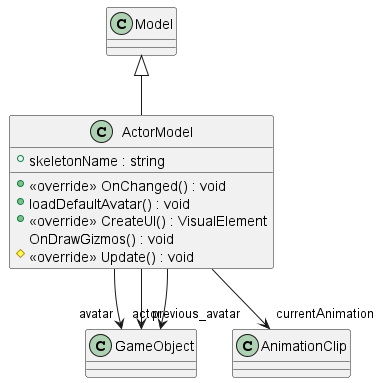 C Model
C ActorModel
skeletonName : string
«override» OnChanged() : void
loadDefaultAvatar() : void
«override» CreateUI() : VisualElement
OnDrawGizmos() : void
«override» Update() : void
avatar actor previous_avatar currentAnimation
C GameObject C AnimationClip